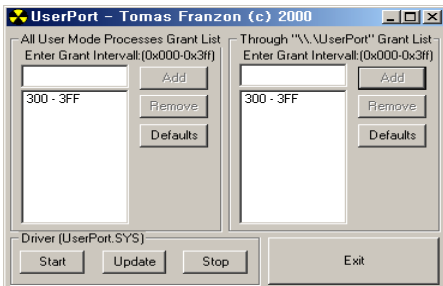 UserPort – Tomas Franzon (c) 2000
All User Mode Processes Grant List
Enter Grant Intervall:(0x000-0x3ff)
Add
300 - 3FF
Remove
Defaults
Through "\\.\UserPort" Grant List
Enter Grant Intervall:(0x000-0x3ff)
Add
300 - 3FF
Remove
Defaults
Driver (UserPort.SYS)
Start
Update
Stop
Exit